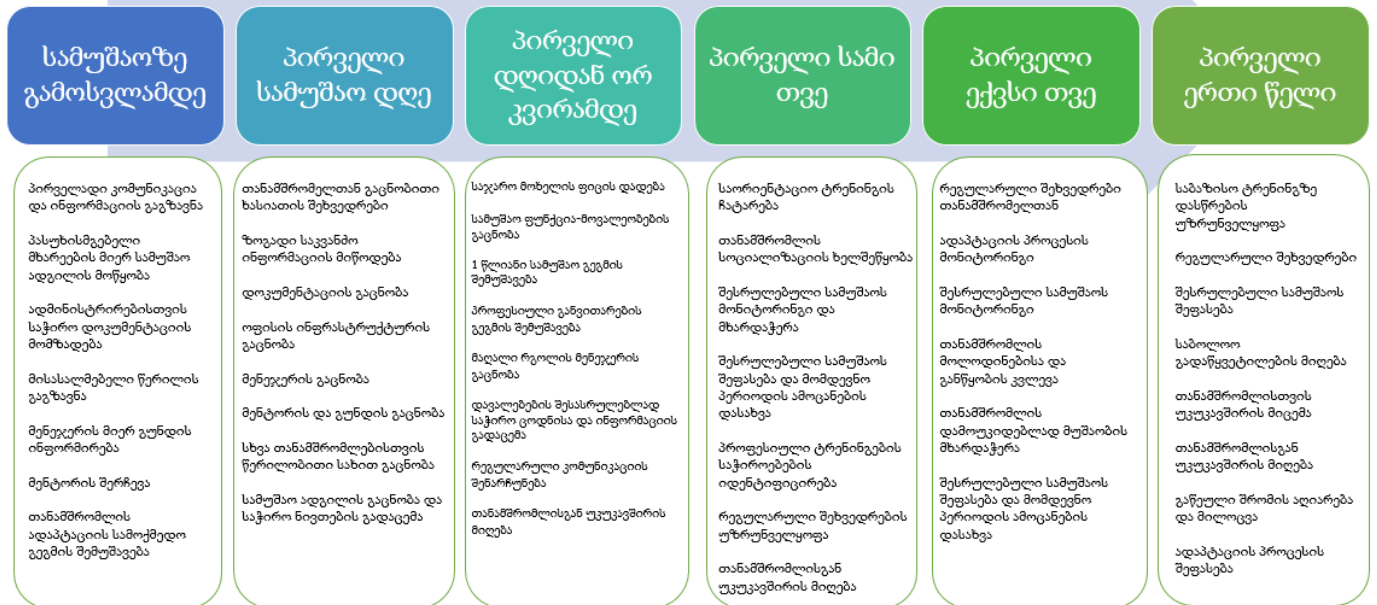 სამუშაოზე
გამოსვლამდე
პირველი
სამუშაო დღე
პირველი
დღიდან ორ
კვირამდე
პირველი სამი
თვე
პირველი
ექვსი თვე
პირველი
ერთი წელი
პირველადი კომუნიკაცია
და ინფორმაციის გაგზავნა
პასუხისმგებელი
მხარეების მიერ სამუშაო
ადგილის მოწყობა
ადმინისტრირებისთვის
საჭირო დოკუმენტაციის
მომზადება
მისასალმებელი წერილის
გაგზავნა
მენეჯერის მიერ გუნდის
ინფორმირება
მენტორის შერჩევა
თანამშრომლის
ადაპტაციის სამოქმედო
გეგმის შემუშავება
თანამშრომელთან გაცნობითი
ხასიათის შეხვედრები
ზოგადი საკვანძო
ინფორმაციის მიწოდება
დოკუმენტაციის გაცნობა
ოფისის ინფრასტრუქტურის
გაცნობა
მენეჯერის გაცნობა
მენტორის და გუნდის გაცნობა
სხვა თანამშრომლებისთვის
წერილობითი სახით გაცნობა
სამუშაო ადგილის გაცნობა და
საჭირო ნივთების გადაცემა
საჯარო მოხელის ფიცის დადება
სამუშაო ფუნქცია-მოვალეობების
გაცნობა
1 წლიანი სამუშაო გეგმის
შემუშავება
პროფესიული განვითარების
გეგმის შემუშავება
მაღალი რგოლის მენეჯერის
გაცნობა
დავალებების შესასრულებლად
საჭირო ცოდნისა და ინფორმაციის
გადაცემა
რეგულარული კომუნიკაციის
შენარჩუნება
თანამშრომლისგან უკუკავშირის
მიღება
საორიენტაციო ტრენინგის
ჩატარება
თანამშრომლის
სოციალიზაციის ხელშეწყობა
შესრულებული სამუშაოს
მონიტორინგი და
მხარდაჭერა
შესრულებული სამუშაოს
შეფასება და მომდევნო
პერიოდის ამოცანების
დასახვა
პროფესიული ტრენინგების
საჭიროებების
იდენტიფიცირება
რეგულარული შეხვედრების
უზრუნველყოფა
თანამშრომლისგან
უკუკავშირის მიღება
რეგულარული შეხვედრები
თანამშრომელთან
ადაპტაციის პროცესის
მონიტორინგი
შესრულებული სამუშაოს
მონიტორინგი
თანამშრომლის
მოლოდინებისა და
განწყობის კვლევა
თანამშრომლის
დამოუკიდებლად მუშაობის
მხარდაჭერა
შესრულებული სამუშაოს
შეფასება და მომდევნო
პერიოდის ამოცანების
დასახვა
საბაზისო ტრენინგზე
დასწრების
უზრუნველყოფა
რეგულარული შეხვედრები
შესრულებული სამუშაოს
შეფასება
საბოლოო
გადაწყვეტილების მიღება
თანამშრომლისთვის
უკუკავშირის მიცემა
თანამშრომლისგან
უკუკავშირის მიღება
გაწეული შრომის აღიარება
და მილოცვა
ადაპტაციის პროცესის
შეფასება